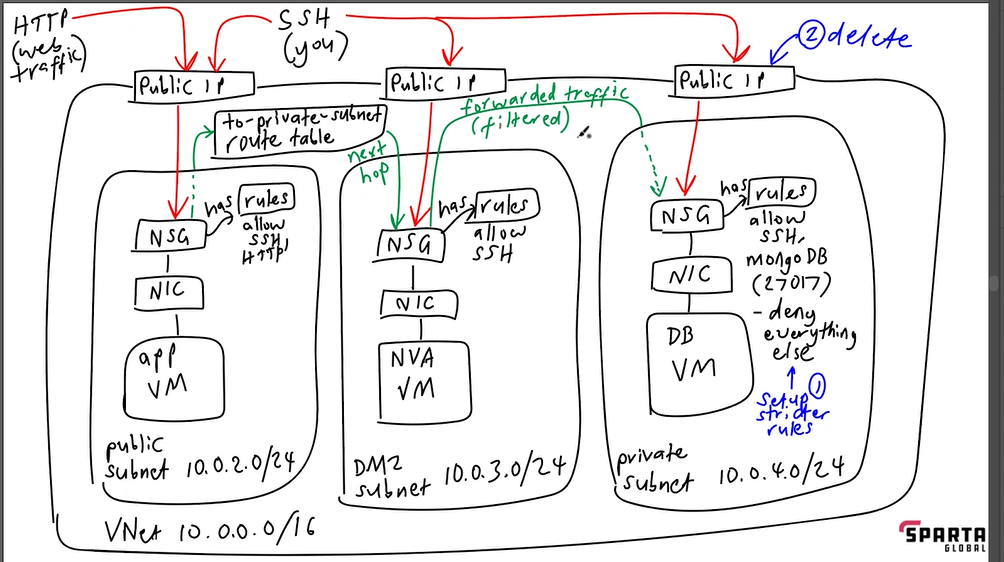 HTTP
(web
traffic)
SSH
(you)
② delete
Public IP
Public IP
Public IP
to-private-subnet
route table
next
hop
forwarded traffic
(filtered)
NSG
has
rules
allow
SSH,
HTTP
NIC
app
VM
public
subnet 10.0.2.0/24
NSG
has
rules
allow
SSH
NIC
NVA
VM
DMZ
subnet 10.0.3.0/24
NSG
has
rules
allow
SSH,
mongoDB
(27017)
- deny
everything
else
NIC
DB
VM
①
setup
stricter
rules
private
subnet 10.0.4.0/24
VNet 10.0.0.0/16
SPARTA
GLOBAL